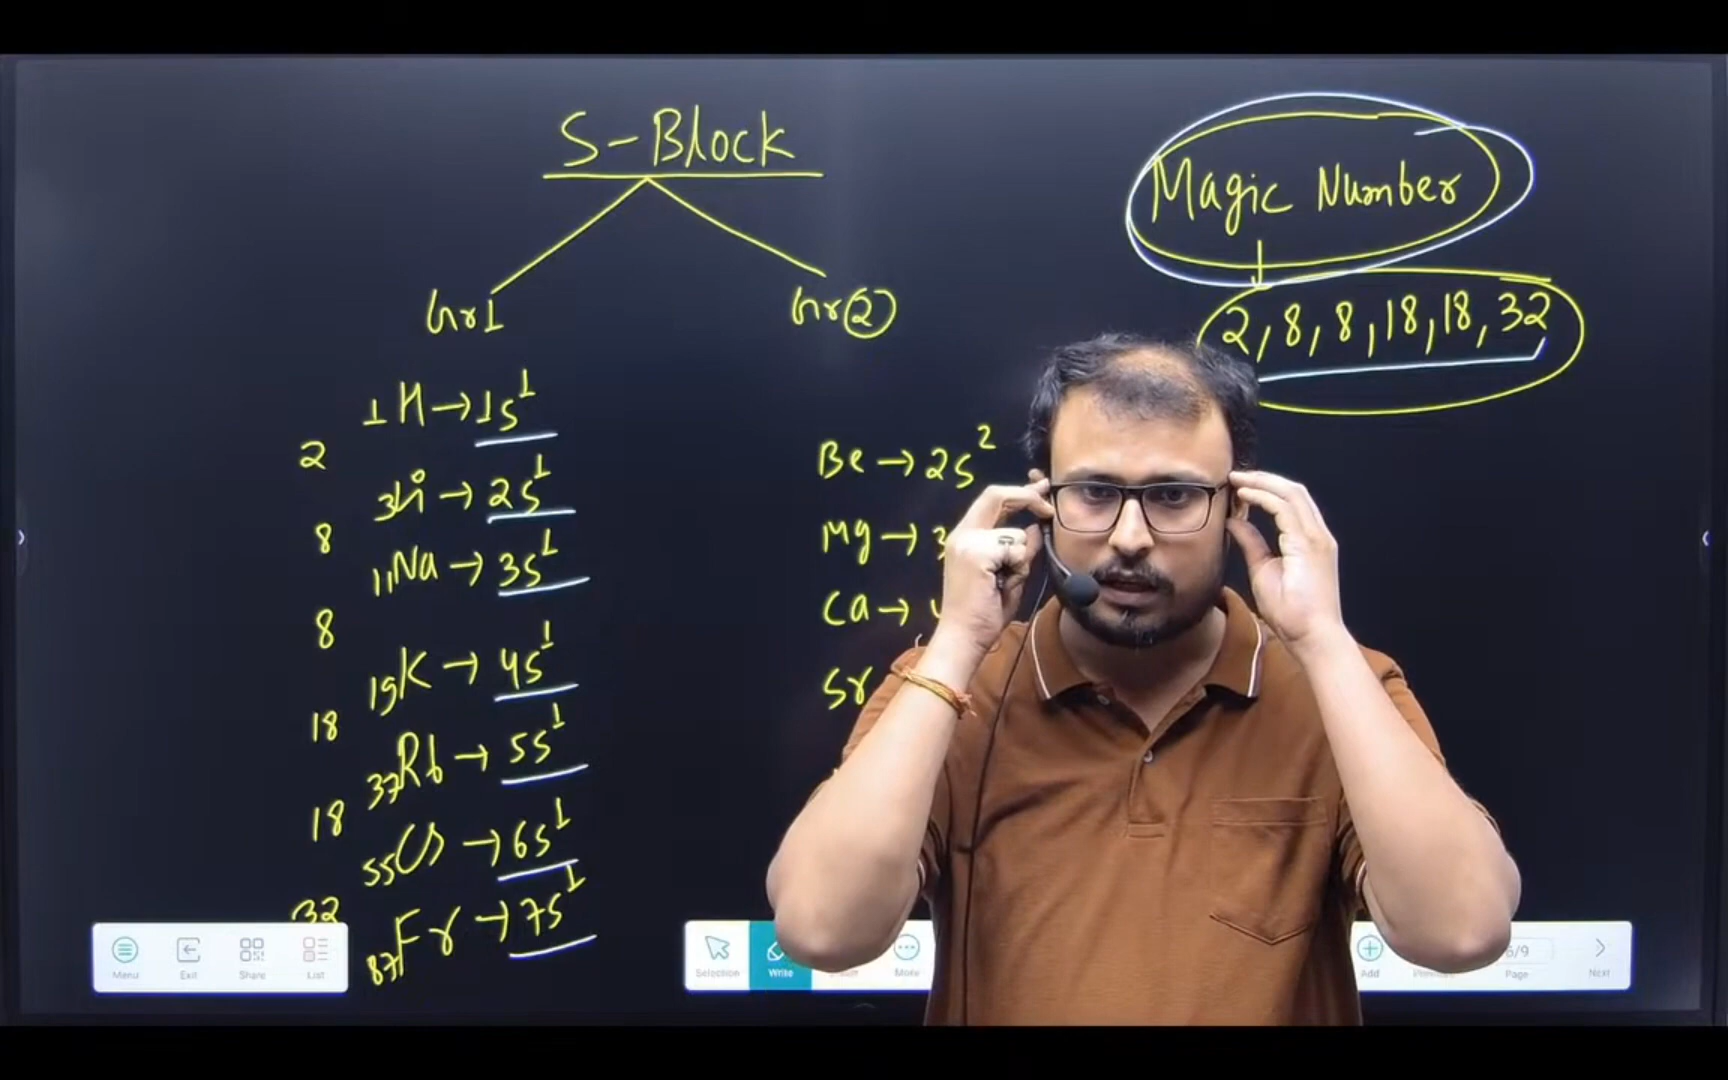 S-Block
Magic Number
Gr1
Gr2
2, 8, 8, 18, 18, 32
1H → 1s¹
2
3Li → 2s¹
8
11Na → 3s¹
8
19K → 4s¹
18
37Rb → 5s¹
18
55Cs → 6s¹
32
87Fr → 7s¹
Be → 2s²
Mg → 3
Ca →
Sr
Menu
Exit
Share
List
Selection
Write
More
Add
Page
Next